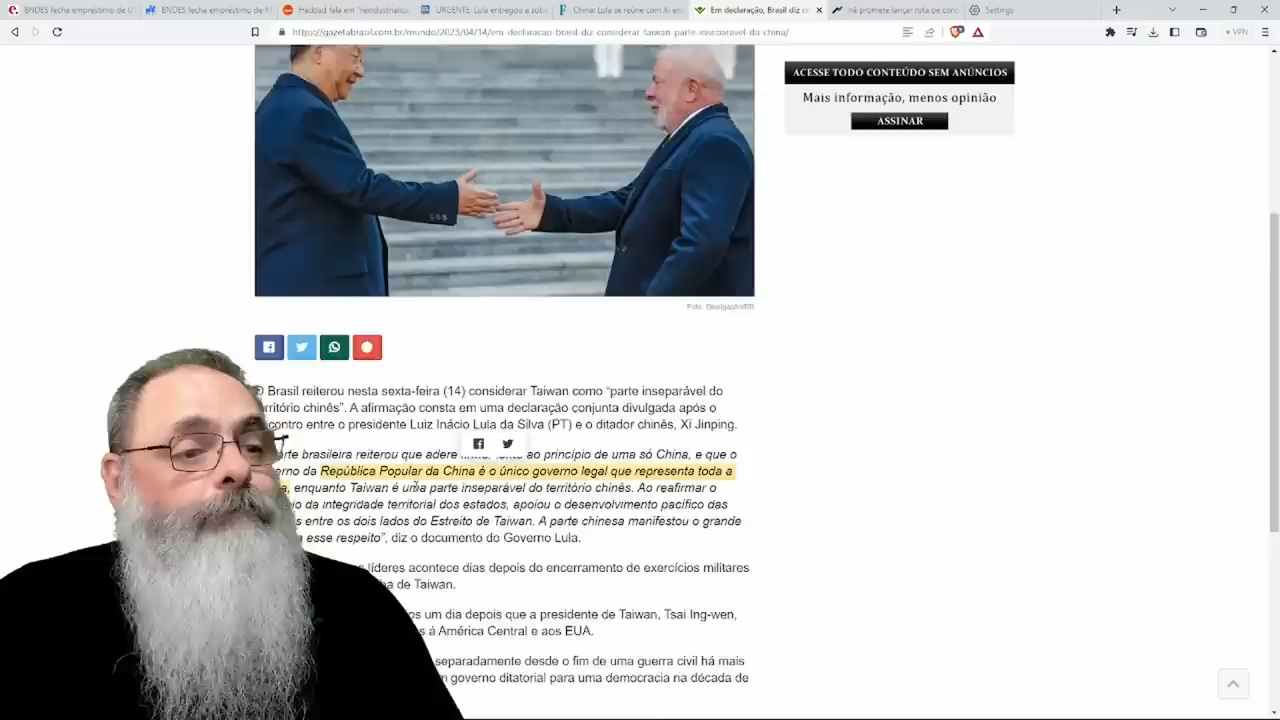 BNDES fecha empréstimo de U
BNDES fecha empréstimo de R
Haddad fala em "reindustrializ
URGENTE: Lula entregou a sobe
China: Lula se reúne com Xi em
Em declaração, Brasil diz c
Irã promete lançar rota de com
Settings
https://gazetabrasil.com.br/mundo/2023/04/14/em-declaracao-brasil-diz-considerar-taiwan-parte-inseparavel-da-china/
VPN
ACESSE TODO CONTEÚDO SEM ANÚNCIOS
Mais informação, menos opinião
ASSINAR
Foto: Divulgação/PR
O Brasil reiterou nesta sexta-feira (14) considerar Taiwan como "parte inseparável do
rritório chinês". A afirmação consta em uma declaração conjunta divulgada após o
contro entre o presidente Luiz Inácio Lula da Silva (PT) e o ditador chinês, Xi Jinping.
arte brasileira reiterou que adere ao princípio de uma só China, e que o
erno da República Popular da China é o único governo legal que representa toda a
a, enquanto Taiwan é uma parte inseparável do território chinês. Ao reafirmar o
io da integridade territorial dos estados, apoiou o desenvolvimento pacífico das
s entre os dois lados do Estreito de Taiwan. A parte chinesa manifestou o grande
a esse respeito", diz o documento do Governo Lula.
s líderes acontece dias depois do encerramento de exercícios militares
ha de Taiwan.
os um dia depois que a presidente de Taiwan, Tsai Ing-wen,
s à América Central e aos EUA.
separadamente desde o fim de uma guerra civil há mais
m governo ditatorial para uma democracia na década de